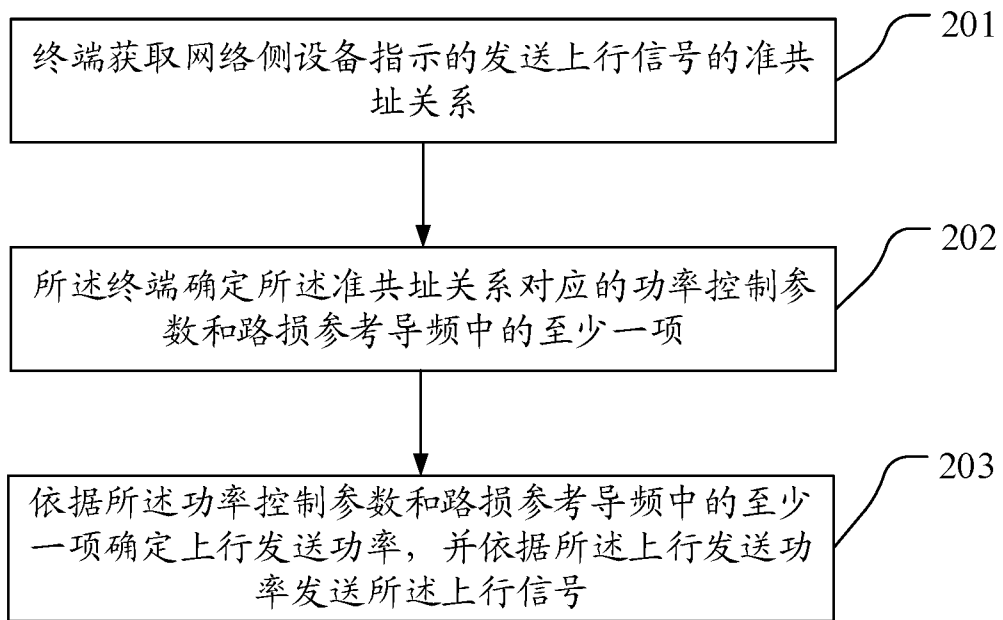 终端获取网络侧设备指示的发送上行信号的准共
址关系
201
所述终端确定所述准共址关系对应的功率控制参
数和路损参考导频中的至少一项
202
依据所述功率控制参数和路损参考导频中的至少
一项确定上行发送功率，并依据所述上行发送功
率发送所述上行信号
203